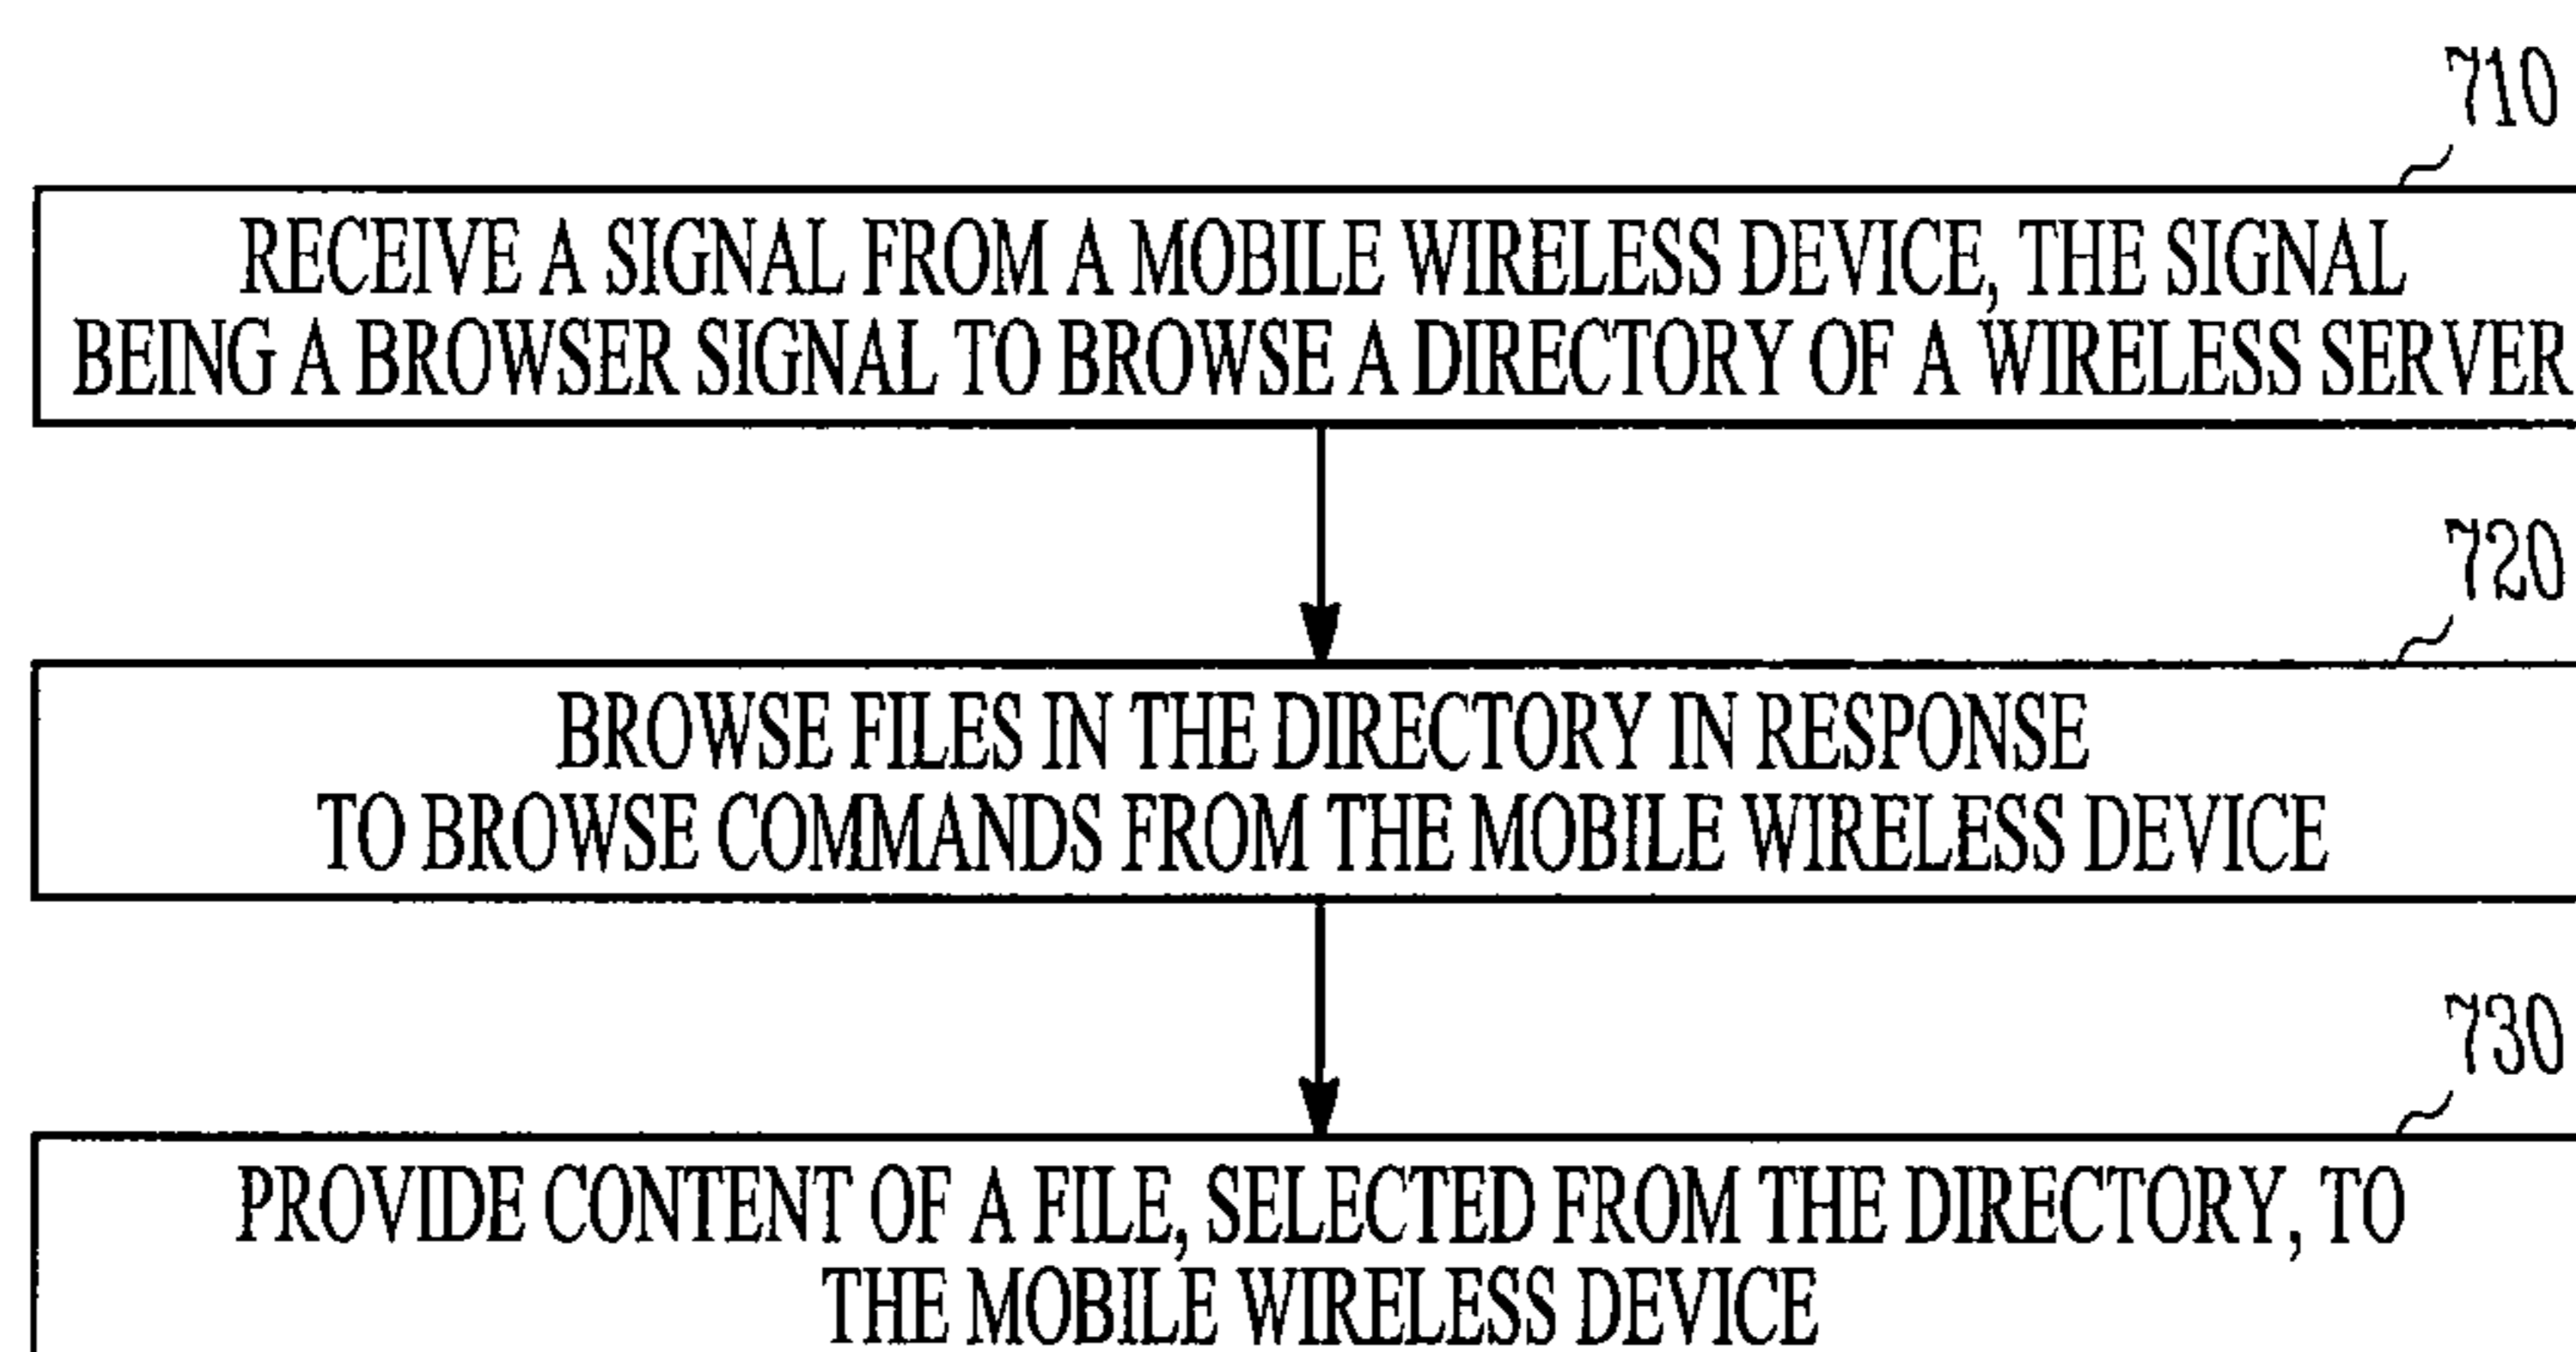 710
RECEIVE A SIGNAL FROM A MOBILE WIRELESS DEVICE, THE SIGNAL
BEING A BROWSER SIGNAL TO BROWSE A DIRECTORY OF A WIRELESS SERVER
720
BROWSE FILES IN THE DIRECTORY IN RESPONSE
TO BROWSE COMMANDS FROM THE MOBILE WIRELESS DEVICE
730
PROVIDE CONTENT OF A FILE, SELECTED FROM THE DIRECTORY, TO
THE MOBILE WIRELESS DEVICE